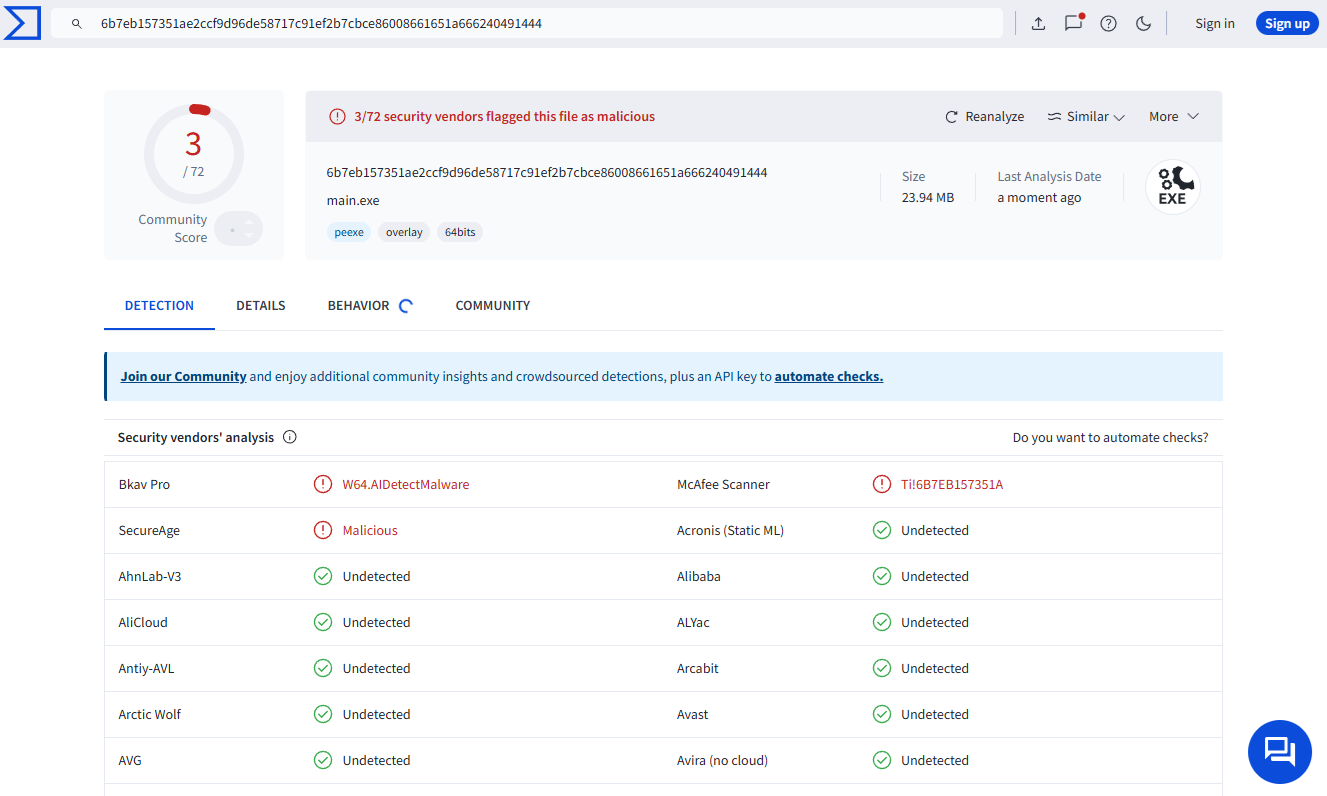 6b7eb157351ae2ccf9d96de58717c91ef2b7cbce86008661651a666240491444
Sign in
Sign up
3
/ 72
Community
Score
3/72 security vendors flagged this file as malicious
Reanalyze
Similar
More
6b7eb157351ae2ccf9d96de58717c91ef2b7cbce86008661651a666240491444
main.exe
peexe
overlay
64bits
Size
23.94 MB
Last Analysis Date
a moment ago
EXE
DETECTION
DETAILS
BEHAVIOR
COMMUNITY
Join our Community and enjoy additional community insights and crowdsourced detections, plus an API key to automate checks.
Security vendors' analysis
Do you want to automate checks?
Bkav Pro W64.AIDetectMalware McAfee Scanner Ti!6B7EB157351A
SecureAge Malicious Acronis (Static ML) Undetected
AhnLab-V3 Undetected Alibaba Undetected
AliCloud Undetected ALYac Undetected
Antiy-AVL Undetected Arcabit Undetected
Arctic Wolf Undetected Avast Undetected
AVG Undetected Avira (no cloud) Undetected